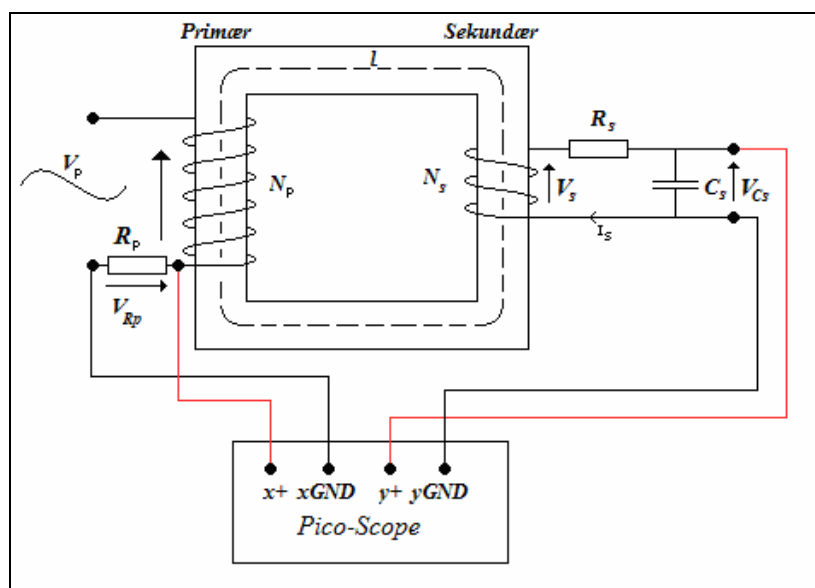 Primær Sekundær
l
V_p
N_p
N_s
R_s
V_s
C_s
V_Cs
I_s
R_p
V_Rp
x+ xGND y+ yGND
Pico-Scope